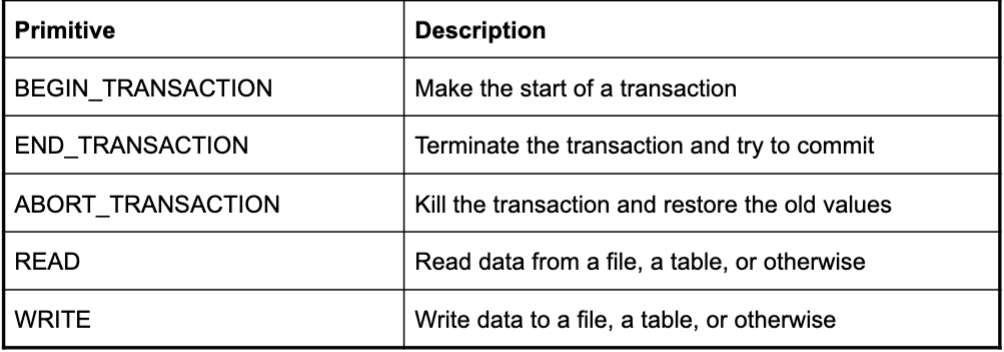 Primitive Description
BEGIN_TRANSACTION Make the start of a transaction
END_TRANSACTION Terminate the transaction and try to commit
ABORT_TRANSACTION Kill the transaction and restore the old values
READ Read data from a file, a table, or otherwise
WRITE Write data to a file, a table, or otherwise